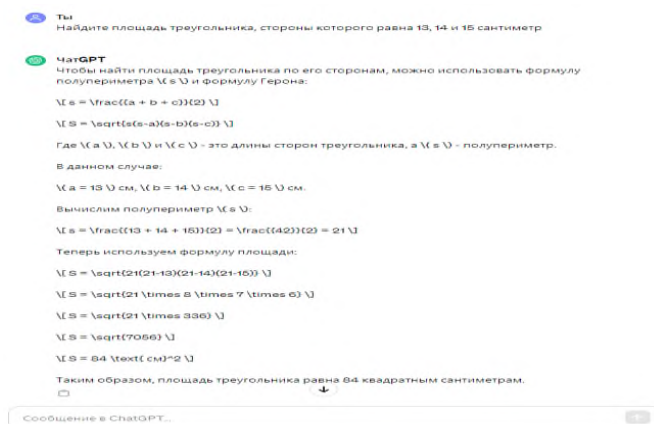 Ты
Найдите площадь треугольника, стороны которого равна 13, 14 и 15 сантиметр
ЧатGPT
Чтобы найти площадь треугольника по его сторонам, можно использовать формулу
полупериметра \( s \) и формулу Герона:
\[ s = \frac{(a + b + c)}{2} \]
\[ S = \sqrt{s(s-a)(s-b)(s-c)} \]
Где \( a \), \( b \) и \( c \) - это длины сторон треугольника, а \( s \) - полупериметр.
В данном случае:
\( a = 13 \) см, \( b = 14 \) см, \( c = 15 \) см.
Вычислим полупериметр \( s \):
\[ s = \frac{(13 + 14 + 15)}{2} = \frac{(42)}{2} = 21 \]
Теперь используем формулу площади:
\[ S = \sqrt{21(21-13)(21-14)(21-15)} \]
\[ S = \sqrt{21 \times 8 \times 7 \times 6} \]
\[ S = \sqrt{21 \times 336} \]
\[ S = \sqrt{7056} \]
\[ S = 84 \text{ см}^2 \]
Таким образом, площадь треугольника равна 84 квадратным сантиметрам.
Сообщение в ChatGPT...